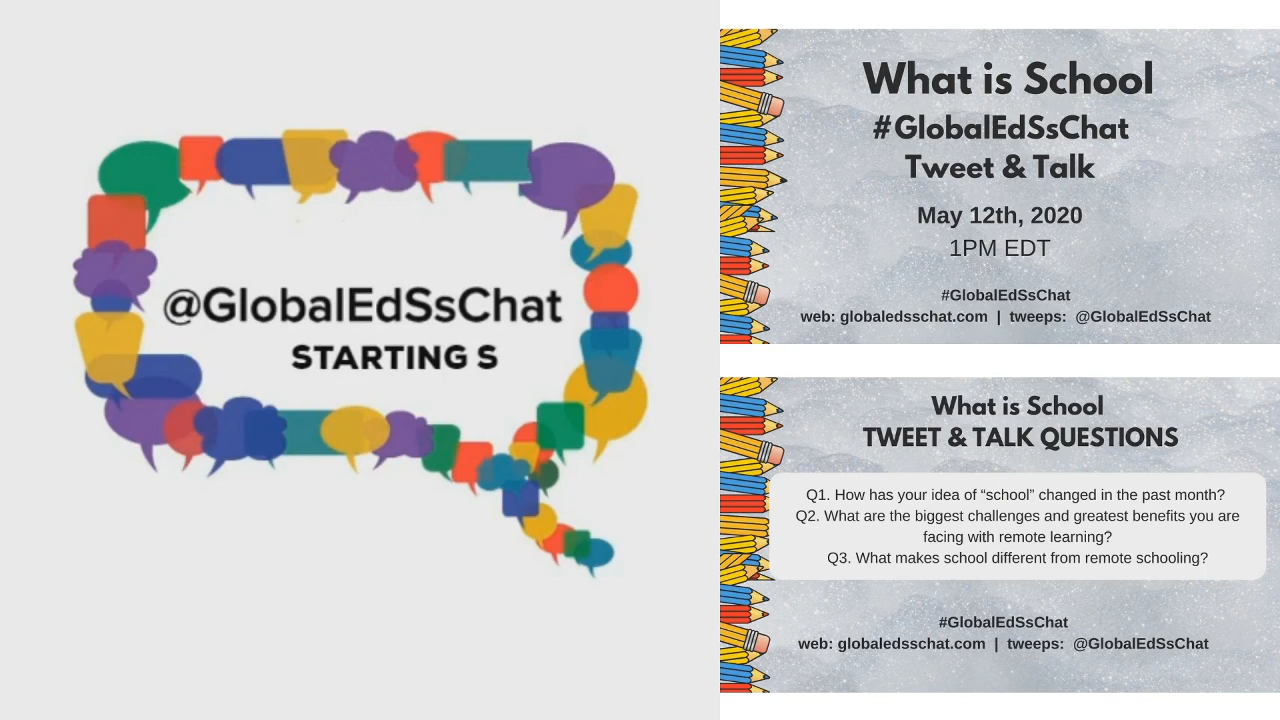 @GlobalEdSsChat
STARTING S
What is School
#GlobalEdSsChat
Tweet & Talk
May 12th, 2020
1PM EDT
#GlobalEdSsChat
web: globaledsschat.com | tweeps: @GlobalEdSsChat
What is School
TWEET & TALK QUESTIONS
Q1. How has your idea of “school” changed in the past month?
Q2. What are the biggest challenges and greatest benefits you are
facing with remote learning?
Q3. What makes school different from remote schooling?
#GlobalEdSsChat
web: globaledsschat.com | tweeps: @GlobalEdSsChat